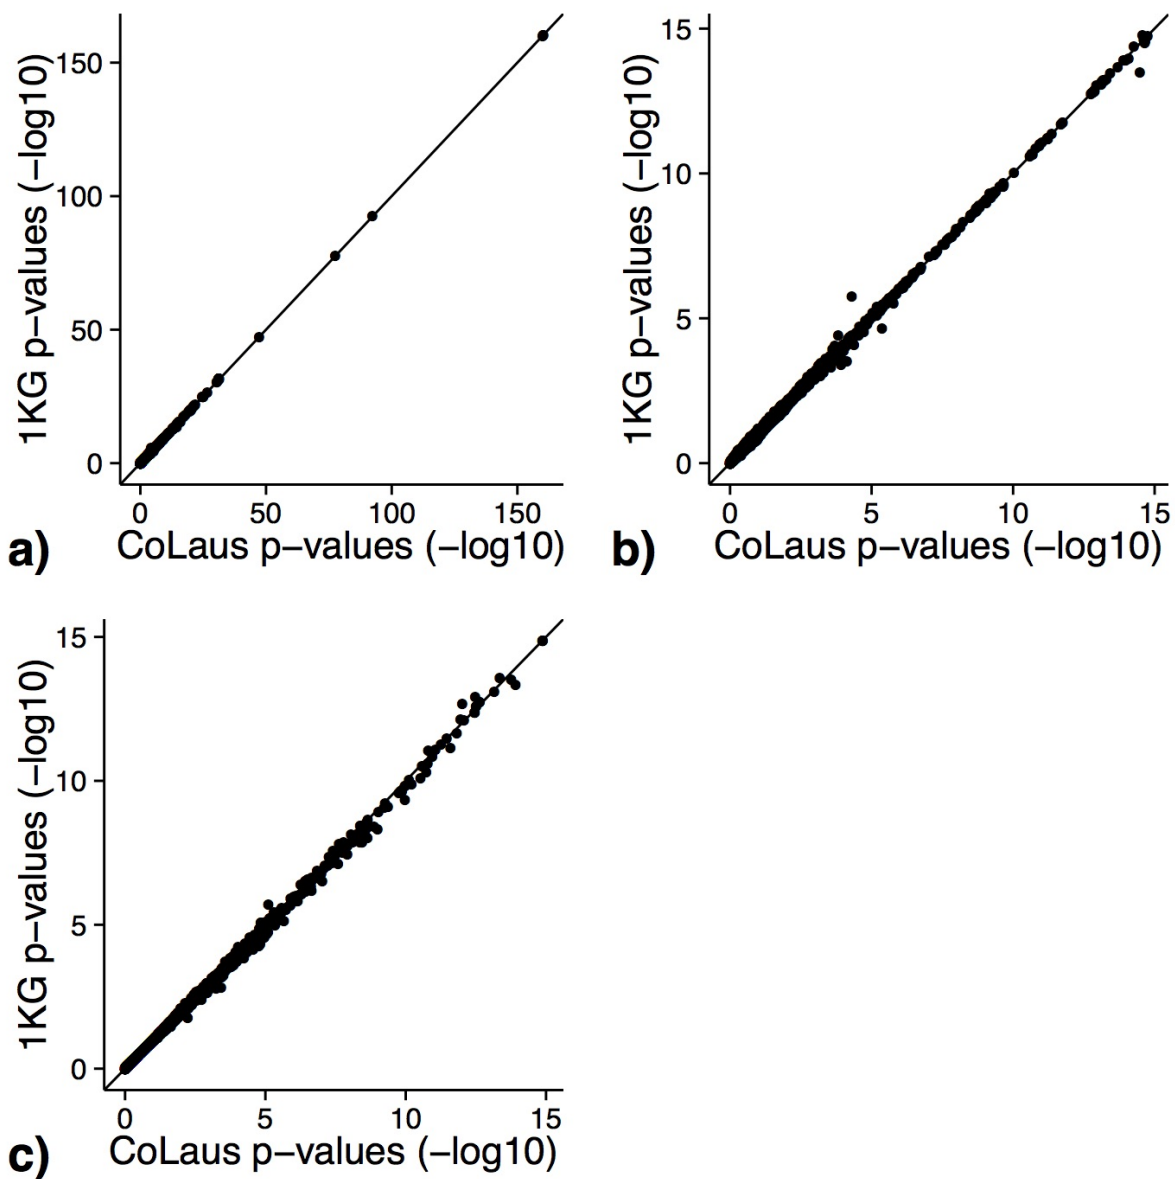 1KG p−values (−log10)
150
100
50
0
0 50 100 150
a) CoLaus p−values (−log10)
1KG p−values (−log10)
15
10
5
0
0 5 10 15
b) CoLaus p−values (−log10)
1KG p−values (−log10)
15
10
5
0
0 5 10 15
c) CoLaus p−values (−log10)